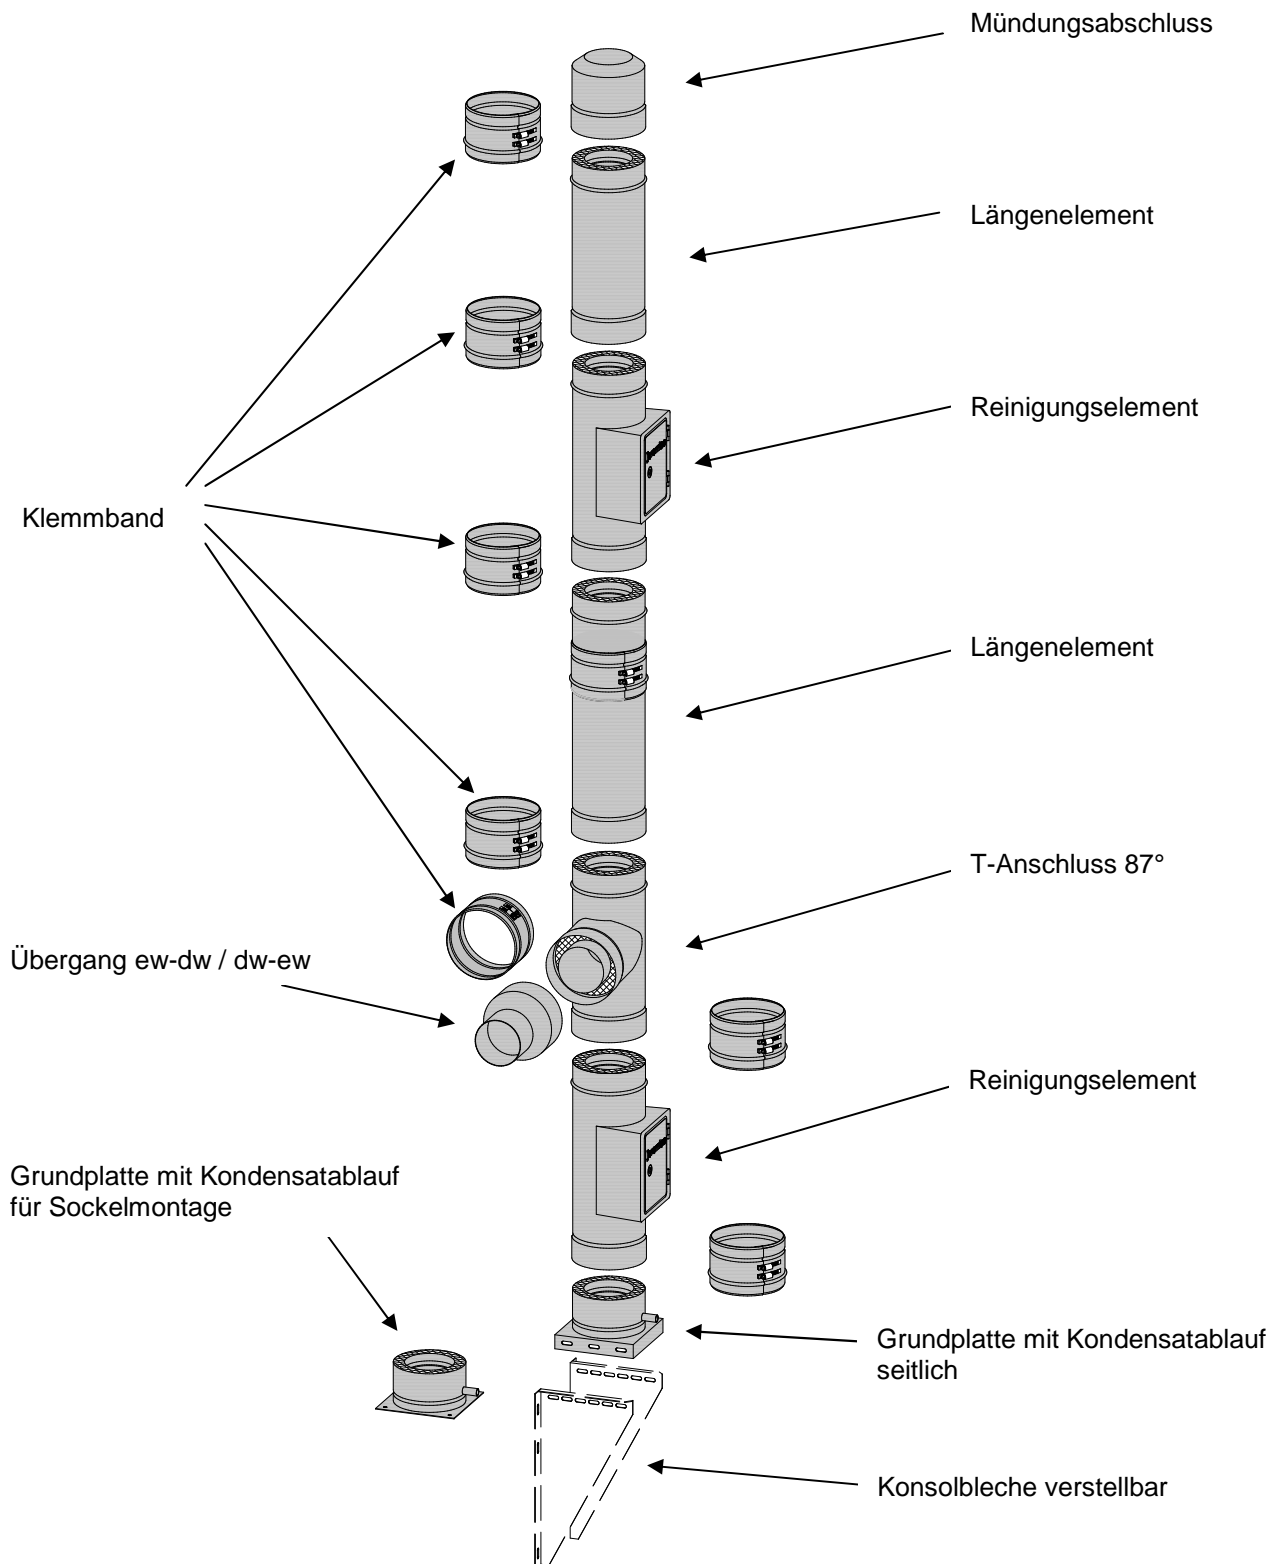 Mündungsabschluss
Längenelement
Reinigungselement
Klemmband
Längenelement
T-Anschluss 87°
Übergang ew-dw / dw-ew
Reinigungselement
Grundplatte mit Kondensatablauf
für Sockelmontage
Grundplatte mit Kondensatablauf
seitlich
Konsolbleche verstellbar